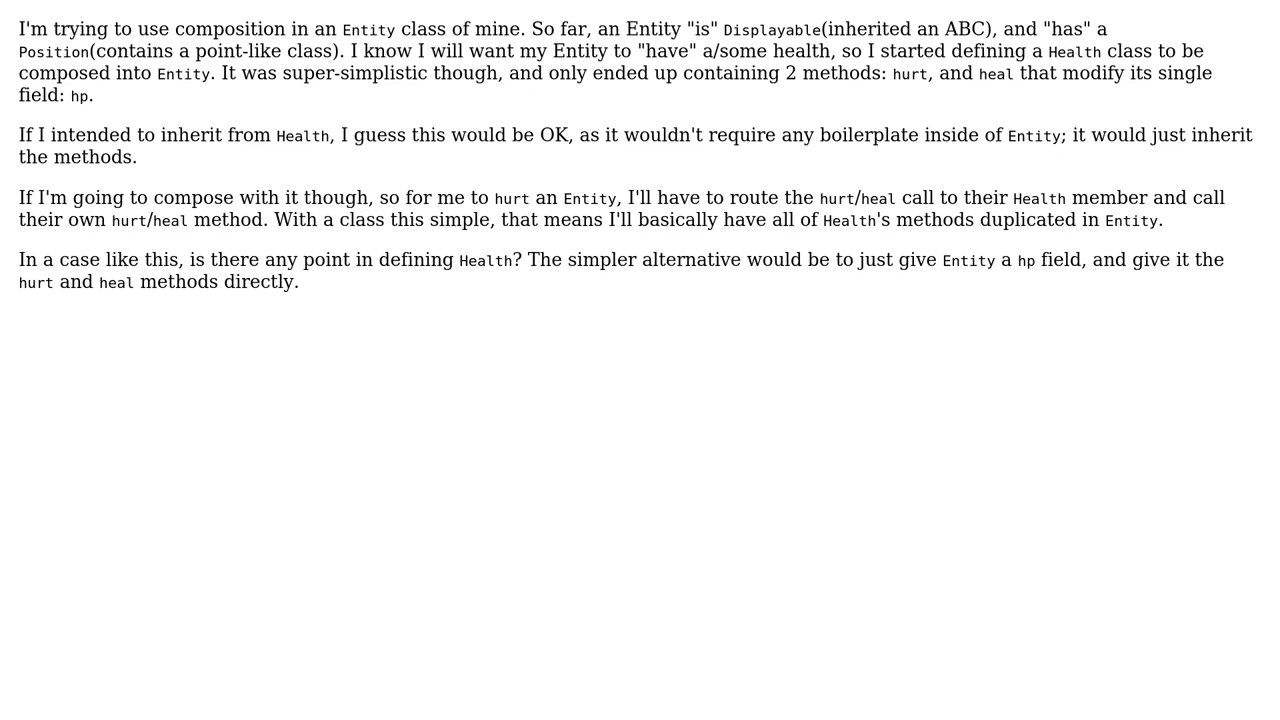 I'm trying to use composition in an Entity class of mine. So far, an Entity "is" Displayable(inherited an ABC), and "has" a
Position(contains a point-like class). I know I will want my Entity to "have" a/some health, so I started defining a Health class to be
composed into Entity. It was super-simplistic though, and only ended up containing 2 methods: hurt, and heal that modify its single
field: hp.
If I intended to inherit from Health, I guess this would be OK, as it wouldn't require any boilerplate inside of Entity; it would just inherit
the methods.
If I'm going to compose with it though, so for me to hurt an Entity, I'll have to route the hurt/heal call to their Health member and call
their own hurt/heal method. With a class this simple, that means I'll basically have all of Health's methods duplicated in Entity.
In a case like this, is there any point in defining Health? The simpler alternative would be to just give Entity a hp field, and give it the
hurt and heal methods directly.